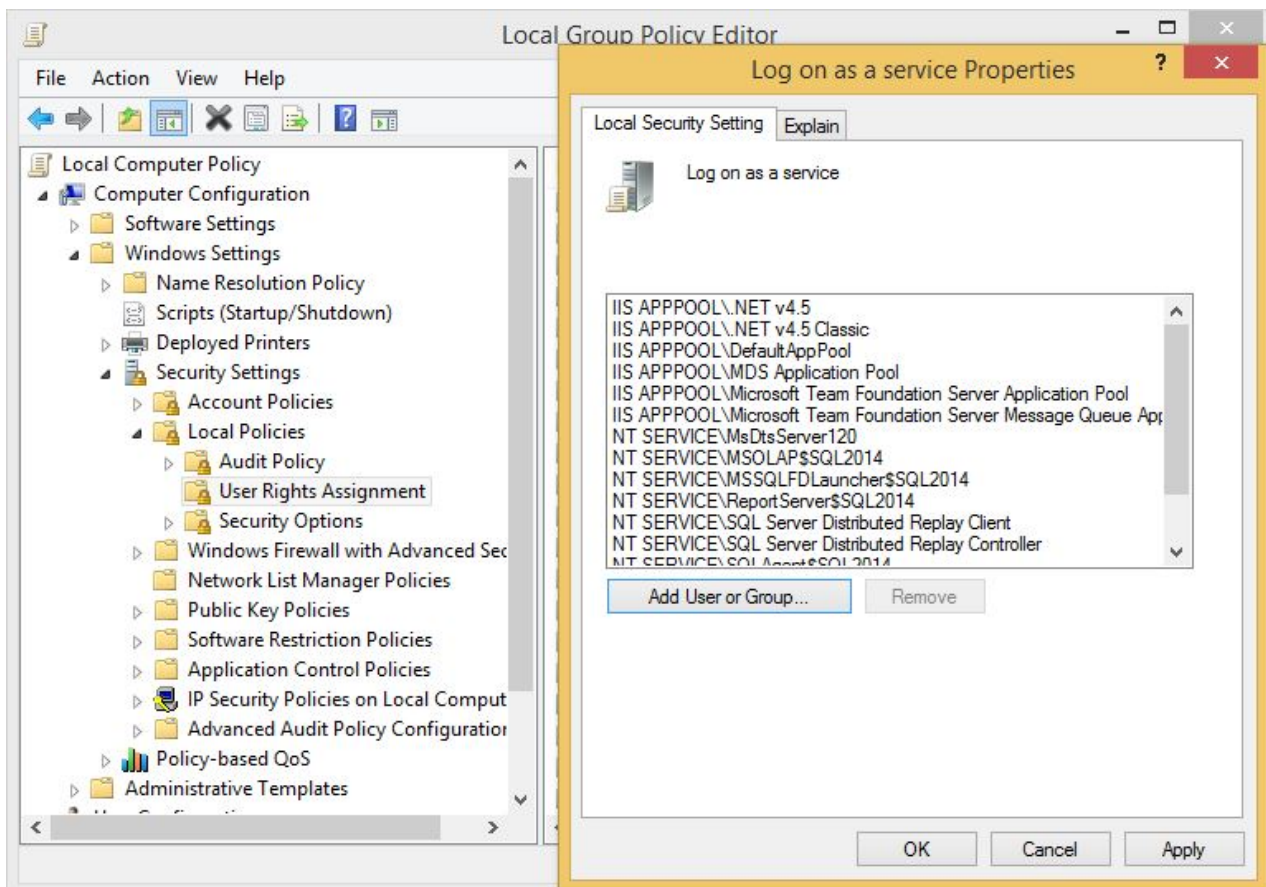 Local Group Policy Editor
File Action View Help
Local Computer Policy
Computer Configuration
Software Settings
Windows Settings
Name Resolution Policy
Scripts (Startup/Shutdown)
Deployed Printers
Security Settings
Account Policies
Local Policies
Audit Policy
User Rights Assignment
Security Options
Windows Firewall with Advanced Sec
Network List Manager Policies
Public Key Policies
Software Restriction Policies
Application Control Policies
IP Security Policies on Local Comput
Advanced Audit Policy Configuration
Policy-based QoS
Administrative Templates
Log on as a service Properties
Local Security Setting Explain
Log on as a service
IIS APPPOOL\.NET v4.5
IIS APPPOOL\.NET v4.5 Classic
IIS APPPOOL\DefaultAppPool
IIS APPPOOL\MDS Application Pool
IIS APPPOOL\Microsoft Team Foundation Server Application Pool
IIS APPPOOL\Microsoft Team Foundation Server Message Queue App
NT SERVICE\MsDtsServer120
NT SERVICE\MSOLAP$SQL2014
NT SERVICE\MSSQLFDLauncher$SQL2014
NT SERVICE\ReportServer$SQL2014
NT SERVICE\SQL Server Distributed Replay Client
NT SERVICE\SQL Server Distributed Replay Controller
NT SERVICE\SQLAgent$SQL2014
Add User or Group... Remove
OK Cancel Apply